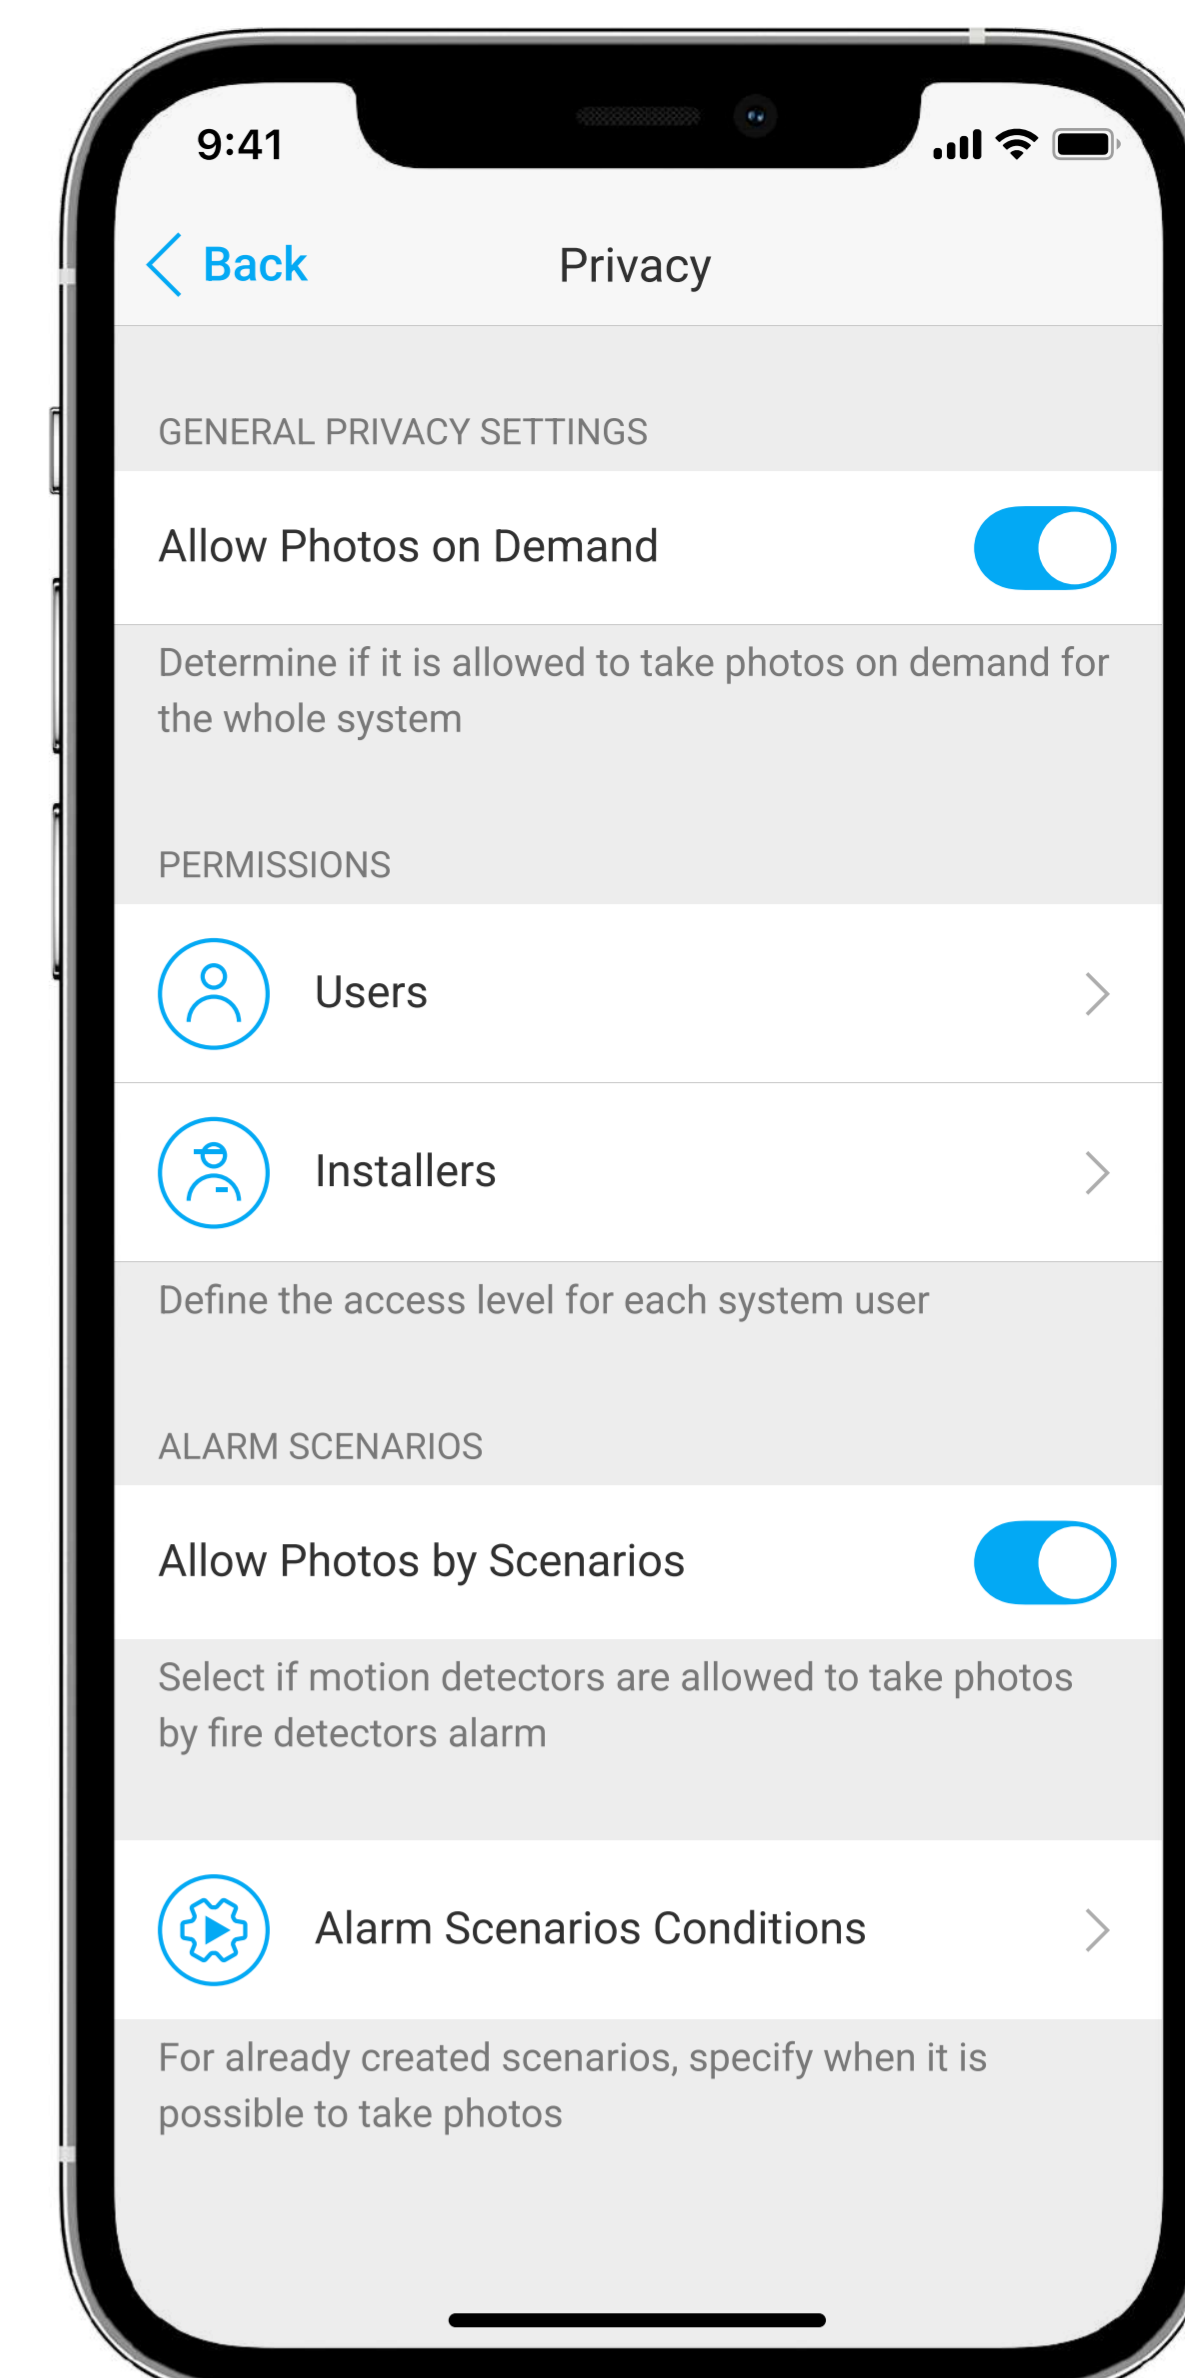 9:41
Back
Privacy
GENERAL PRIVACY SETTINGS
Allow Photos on Demand
Determine if it is allowed to take photos on demand for
the whole system
PERMISSIONS
Users
Installers
Define the access level for each system user
ALARM SCENARIOS
Allow Photos by Scenarios
Select if motion detectors are allowed to take photos
by fire detectors alarm
Alarm Scenarios Conditions
For already created scenarios, specify when it is
possible to take photos